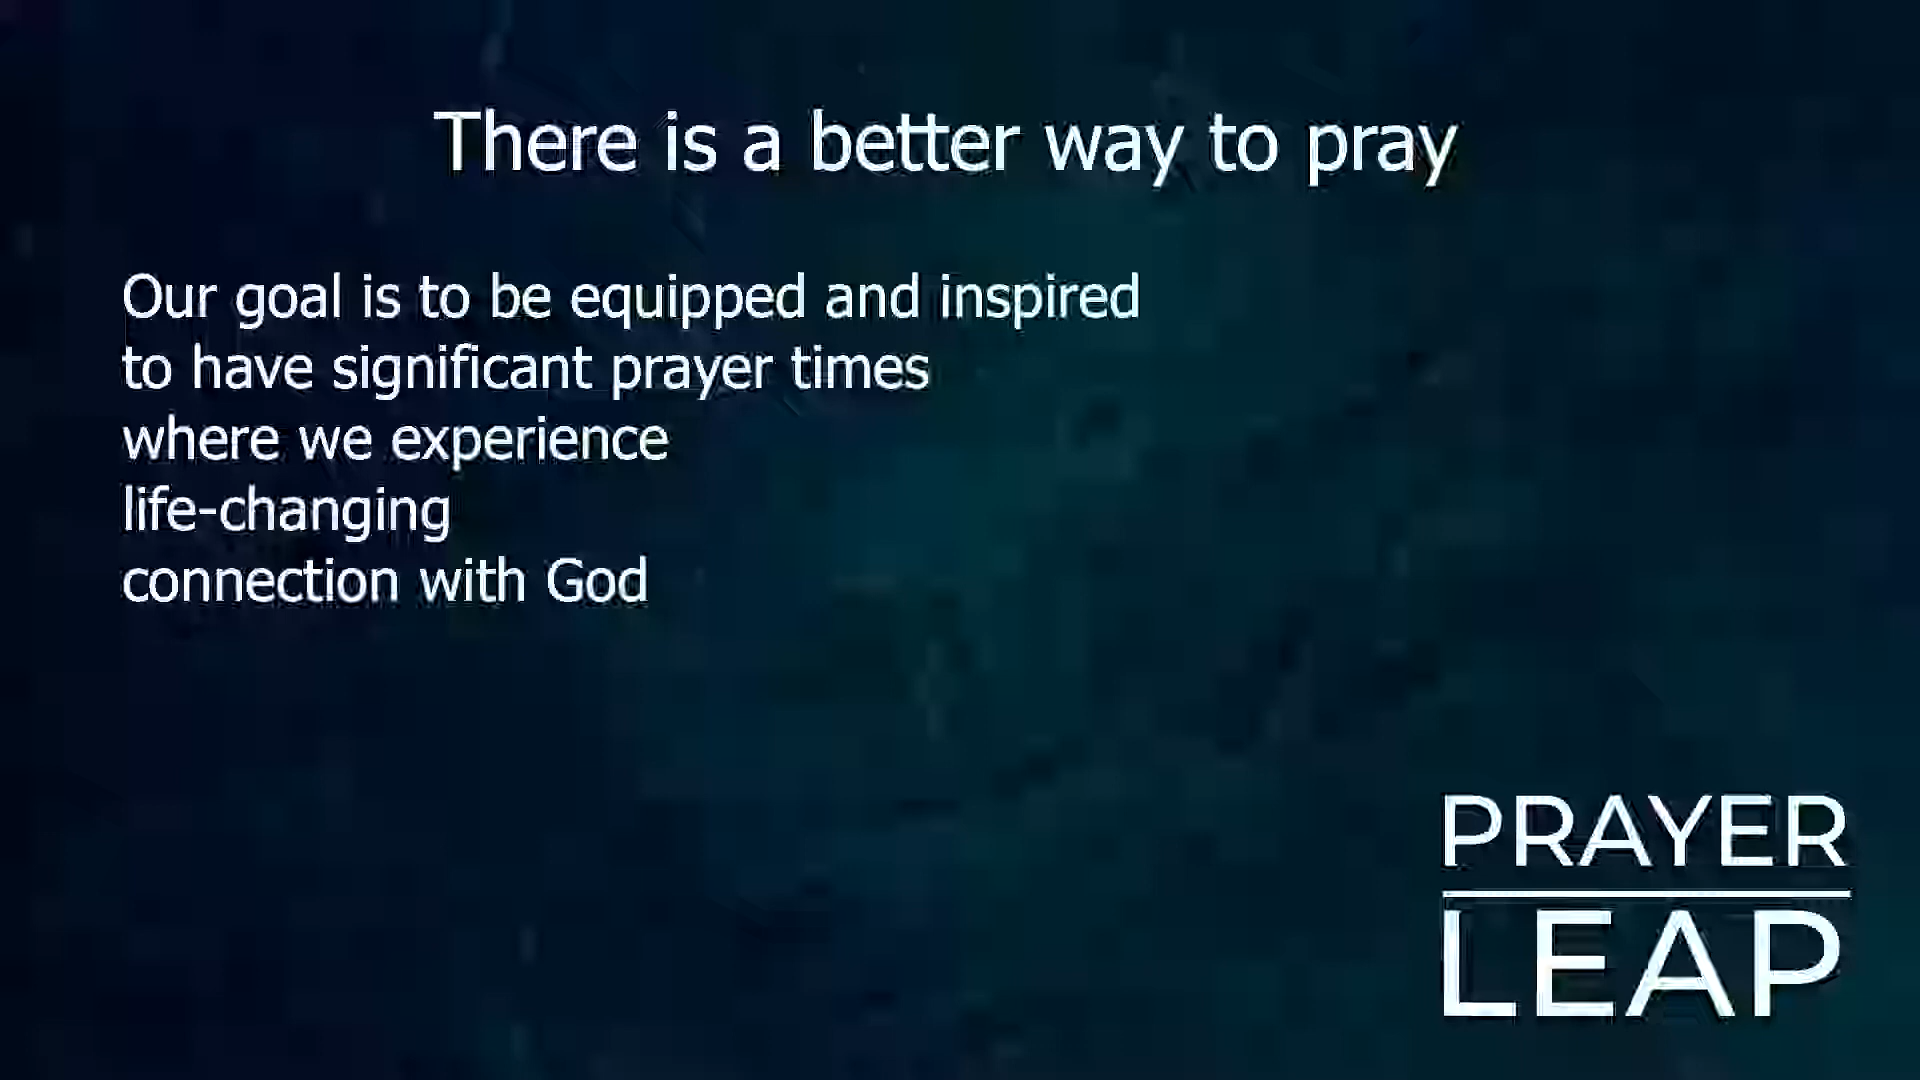 There is a better way to pray
Our goal is to be equipped and inspired
to have significant prayer times
where we experience
life-changing
connection with God
PRAYER
LEAP